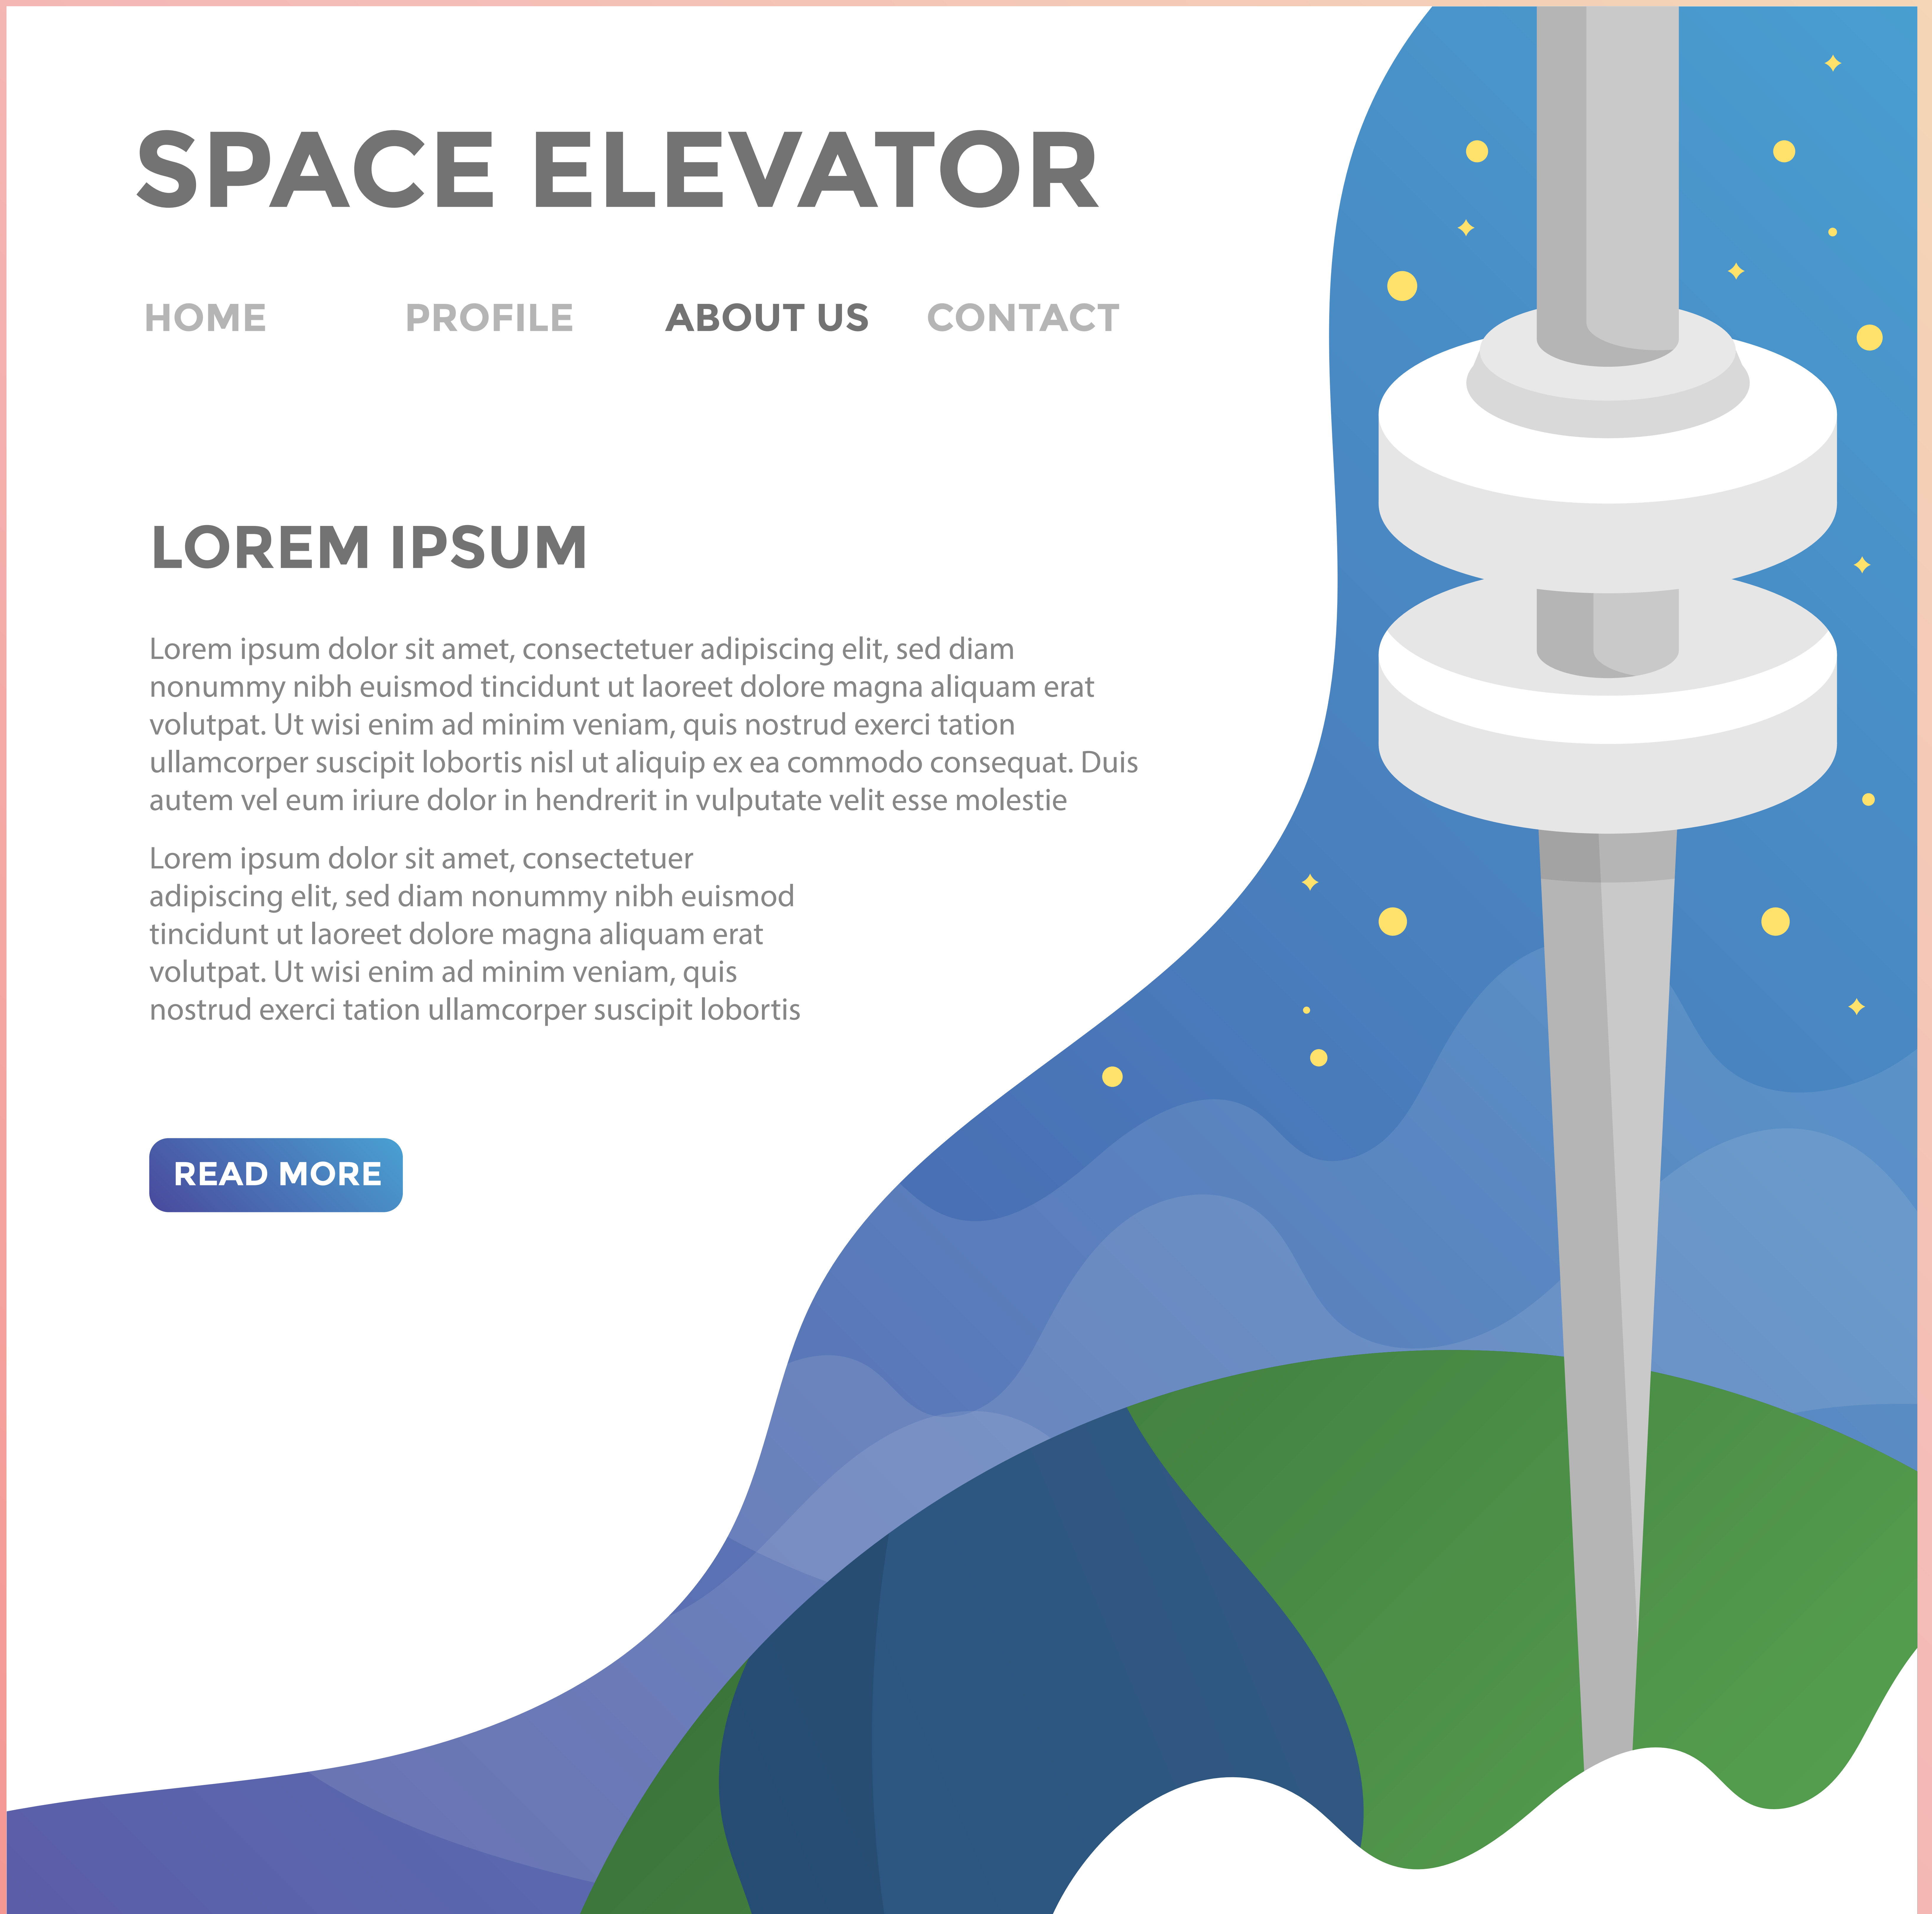 SPACE ELEVATOR
HOME PROFILE ABOUT US CONTACT
LOREM IPSUM
Lorem ipsum dolor sit amet, consectetuer adipiscing elit, sed diam
nonummy nibh euismod tincidunt ut laoreet dolore magna aliquam erat
volutpat. Ut wisi enim ad minim veniam, quis nostrud exerci tation
ullamcorper suscipit lobortis nisl ut aliquip ex ea commodo consequat. Duis
autem vel eum iriure dolor in hendrerit in vulputate velit esse molestie
Lorem ipsum dolor sit amet, consectetuer
adipiscing elit, sed diam nonummy nibh euismod
tincidunt ut laoreet dolore magna aliquam erat
volutpat. Ut wisi enim ad minim veniam, quis
nostrud exerci tation ullamcorper suscipit lobortis
READ MORE